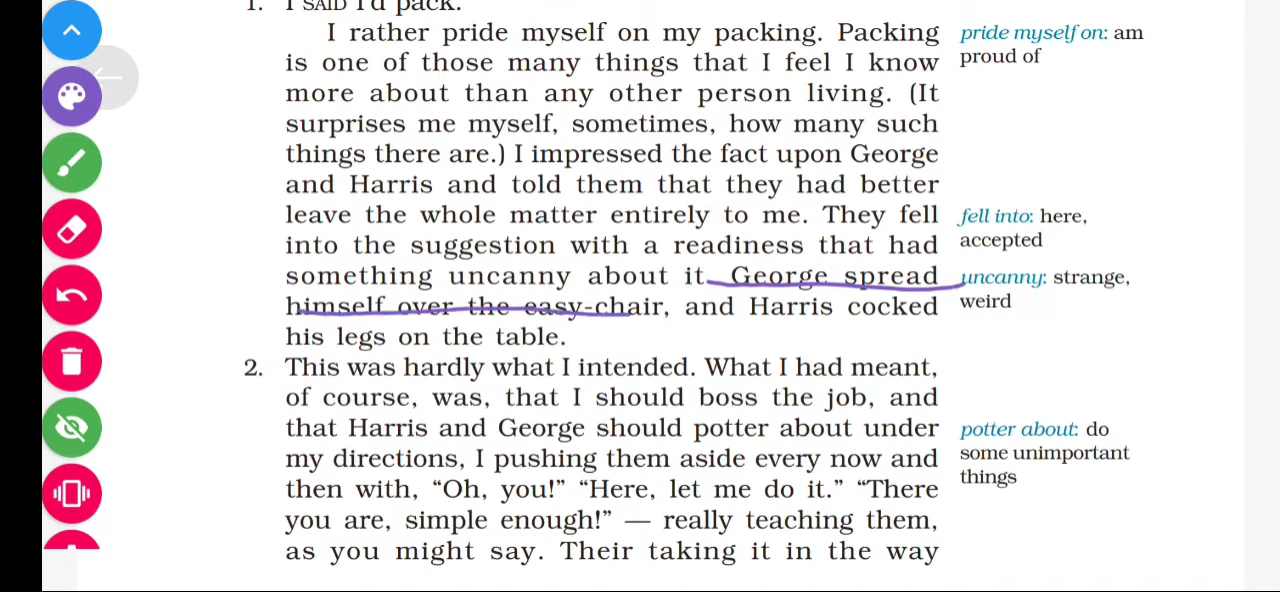 1. I SAID I'd pack.
I rather pride myself on my packing. Packing
is one of those many things that I feel I know
more about than any other person living. (It
surprises me myself, sometimes, how many such
things there are.) I impressed the fact upon George
and Harris and told them that they had better
leave the whole matter entirely to me. They fell
into the suggestion with a readiness that had
something uncanny about it. George spread
himself over the easy-chair, and Harris cocked
his legs on the table.
2. This was hardly what I intended. What I had meant,
of course, was, that I should boss the job, and
that Harris and George should potter about under
my directions, I pushing them aside every now and
then with, “Oh, you!” “Here, let me do it.” “There
you are, simple enough!” — really teaching them,
as you might say. Their taking it in the way
pride myself on: am
proud of
fell into: here,
accepted
uncanny: strange,
weird
potter about: do
some unimportant
things